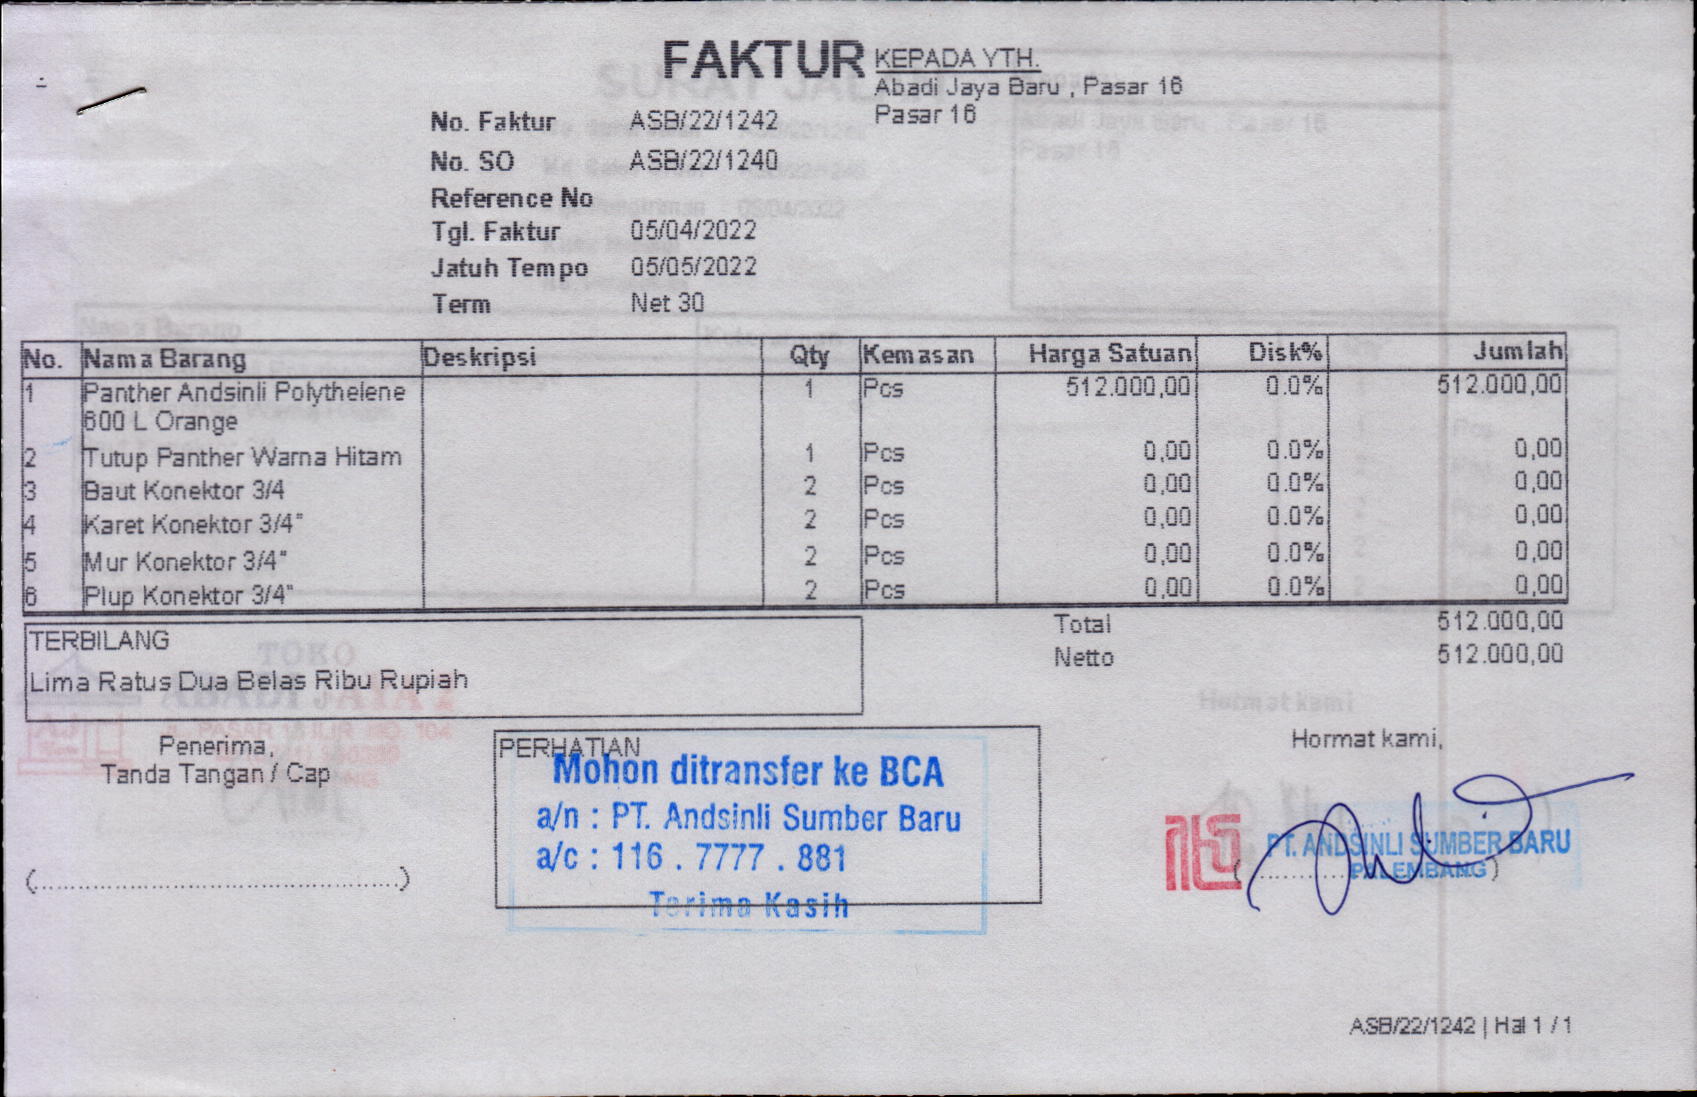 FAKTUR
KEPADA YTH.
Abadi Jaya Baru , Pasar 16
Pasar 16
No. Faktur ASB/22/1242
No. SO ASB/22/1240
Reference No
Tgl. Faktur 05/04/2022
Jatuh Tempo 05/05/2022
Term Net 30
No. Nama Barang Deskripsi Qty Kemasan Harga Satuan Disk% Jumlah
1 Panther Andsinli Polythelene 1 Pcs 512.000,00 0.0% 512.000,00
600 L Orange
2 Tutup Panther Warna Hitam 1 Pcs 0,00 0.0% 0,00
3 Baut Konektor 3/4 2 Pcs 0,00 0.0% 0,00
4 Karet Konektor 3/4" 2 Pcs 0,00 0.0% 0,00
5 Mur Konektor 3/4" 2 Pcs 0,00 0.0% 0,00
6 Plup Konektor 3/4" 2 Pcs 0,00 0.0% 0,00
Total 512.000,00
Netto 512.000,00
TERBILANG
Lima Ratus Dua Belas Ribu Rupiah
Penerima,
Tanda Tangan / Cap
(..........................................)
PERHATIAN
Mohon ditransfer ke BCA
a/n : PT. Andsinli Sumber Baru
a/c : 116 . 7777 . 881
Terima Kasih
Hormat kami,
PT. ANDSINLI SUMBER BARU
PALEMBANG
ASB/22/1242 | Hal 1 / 1